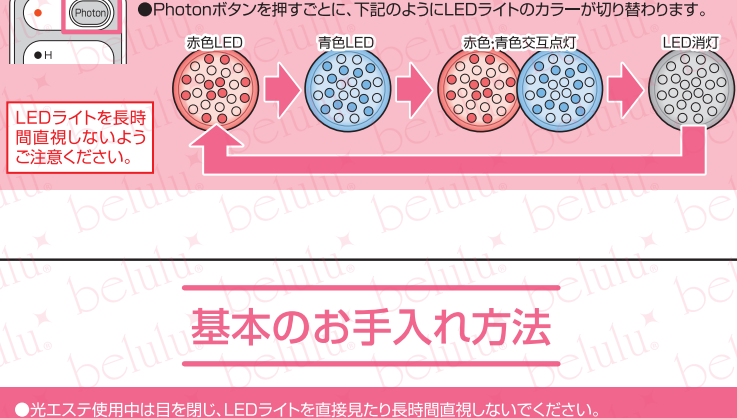 ●Photonボタンを押すごとに、下記のようにLEDライトのカラーが切り替わります。
Photon
●H
赤色LED
青色LED
赤色;青色交互点灯
LED消灯
LEDライトを長時
間直視しないよう
ご注意ください。
belulu
基本のお手入れ方法
●光エステ使用中は目を閉じ、LEDライトを直接見たり長時間直視しないでください。